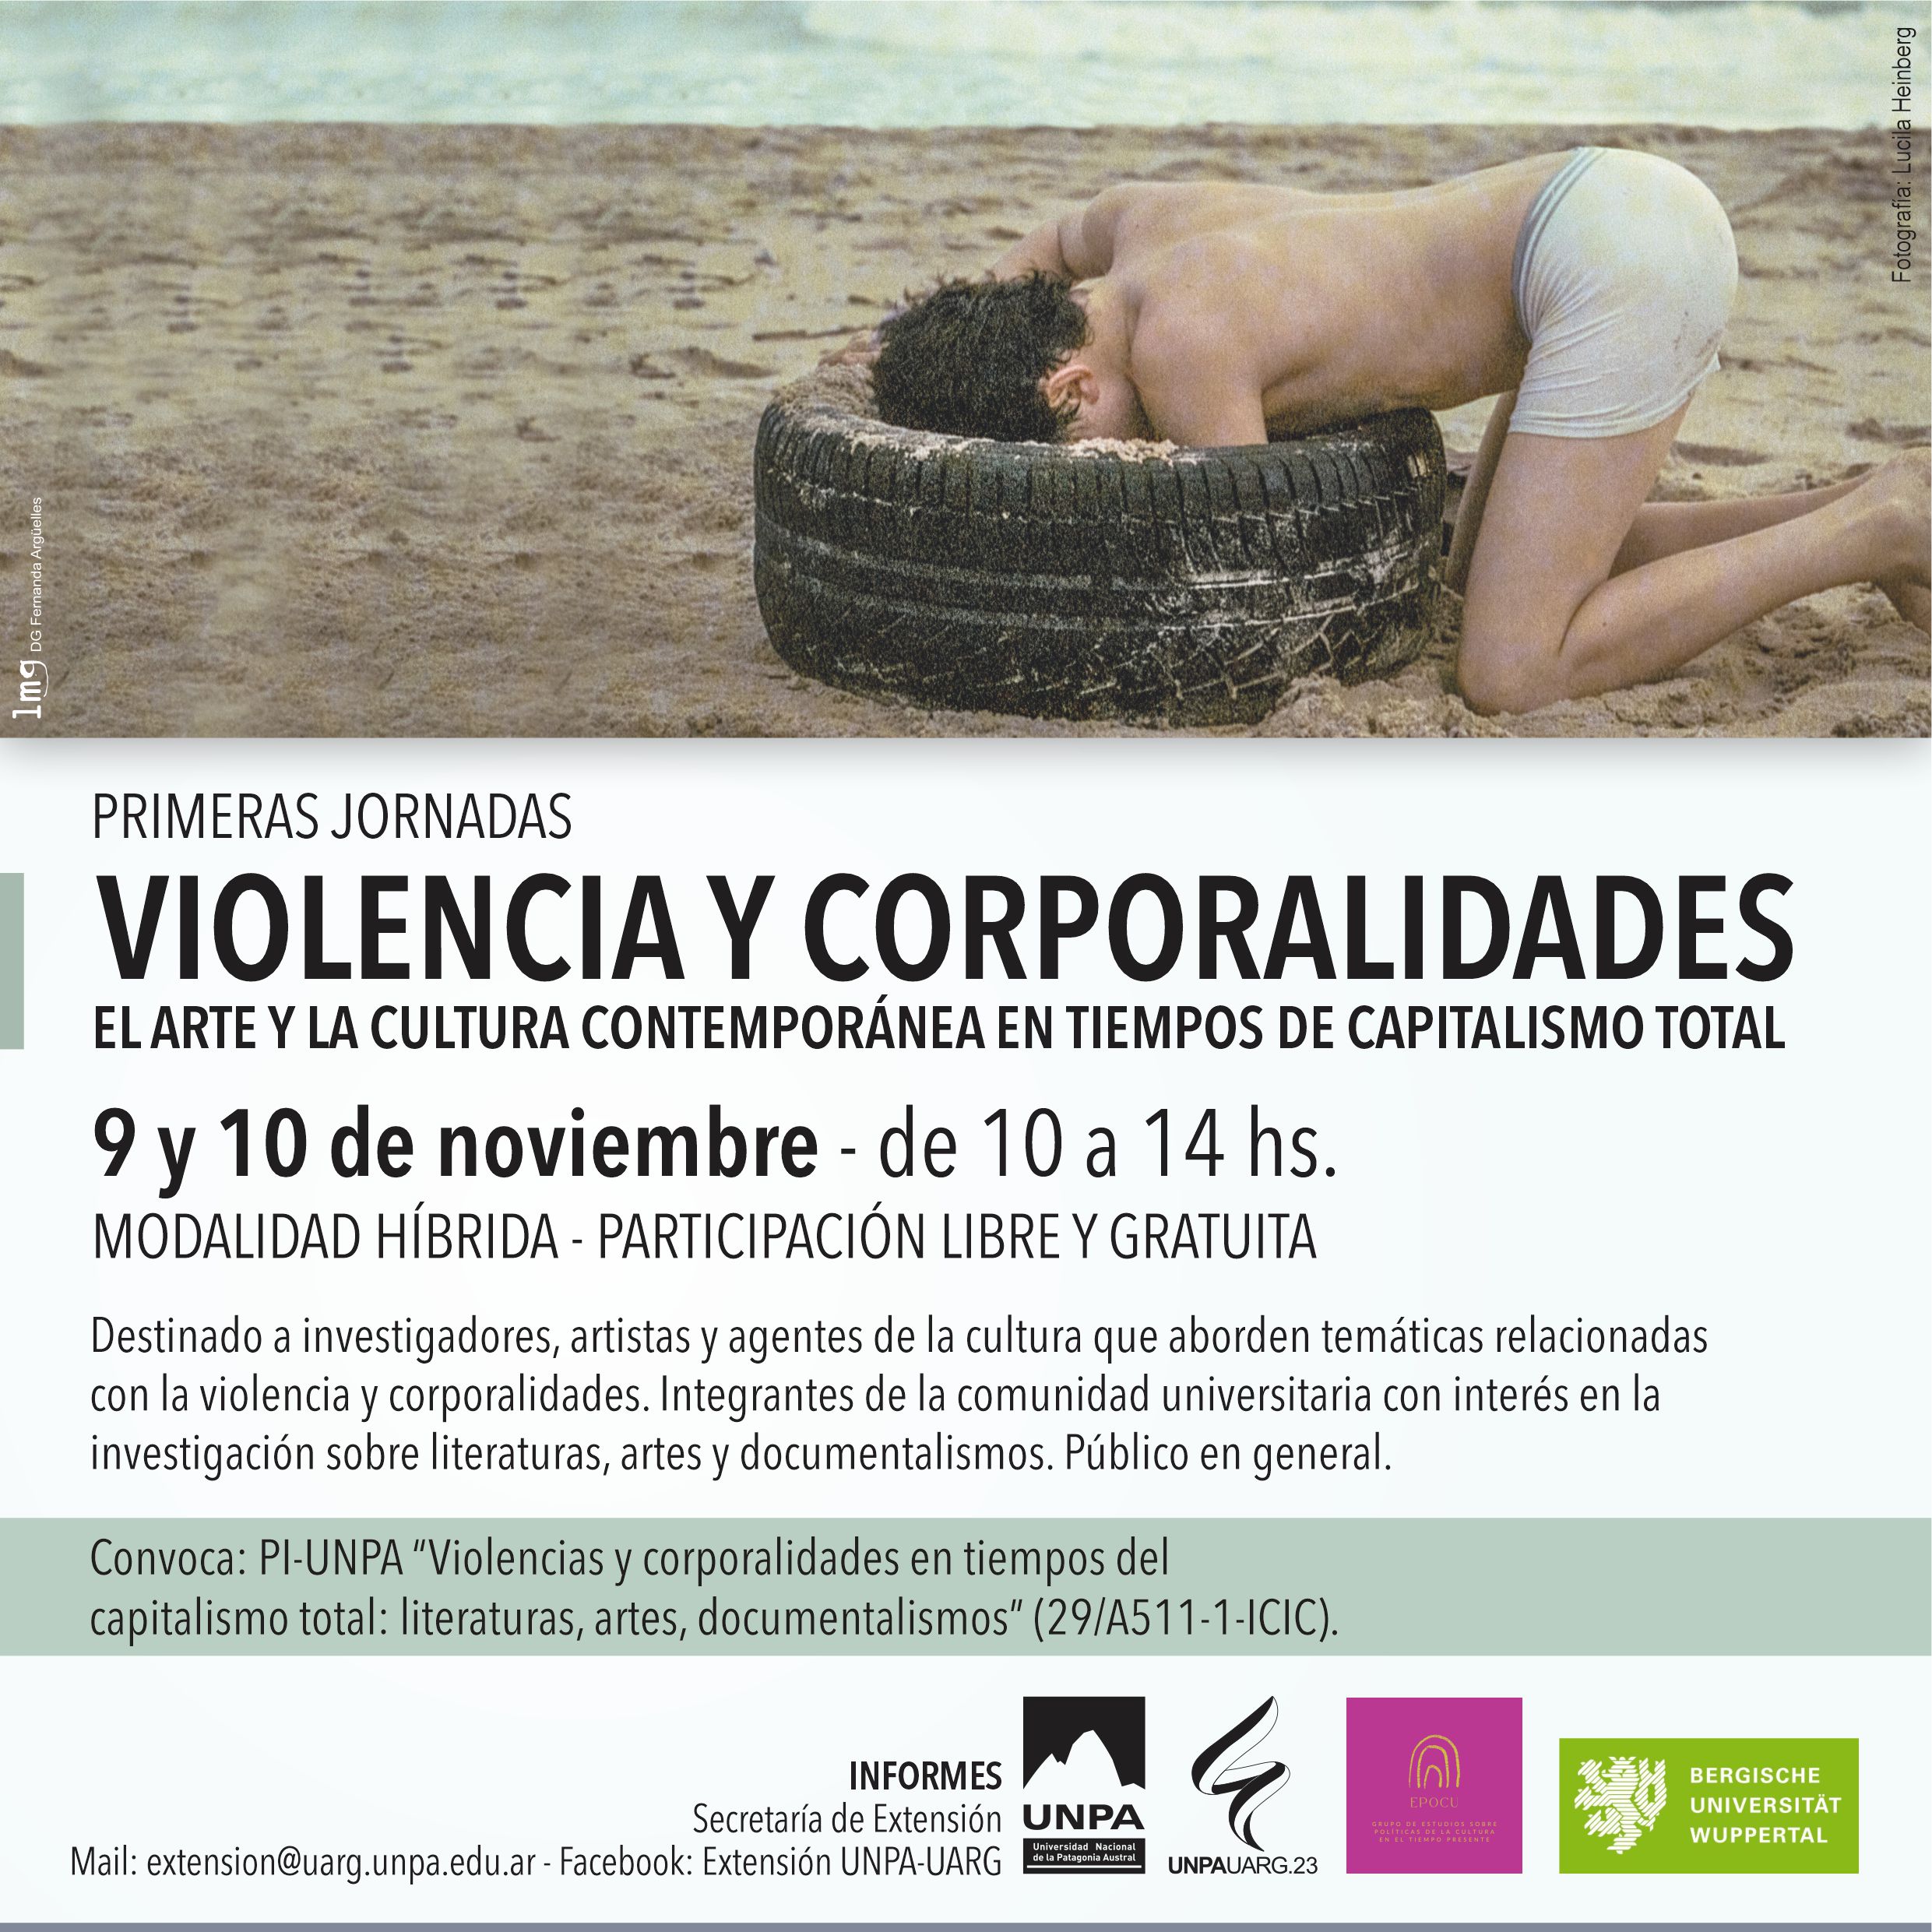 Fotografía: Lucila Heinberg
lmg DG Fernanda Argüelles
PRIMERAS JORNADAS
VIOLENCIA Y CORPORALIDADES
EL ARTE Y LA CULTURA CONTEMPORÁNEA EN TIEMPOS DE CAPITALISMO TOTAL
9 y 10 de noviembre - de 10 a 14 hs.
MODALIDAD HÍBRIDA - PARTICIPACIÓN LIBRE Y GRATUITA
Destinado a investigadores, artistas y agentes de la cultura que aborden temáticas relacionadas
con la violencia y corporalidades. Integrantes de la comunidad universitaria con interés en la
investigación sobre literaturas, artes y documentalismos. Público en general.
Convoca: PI-UNPA “Violencias y corporalidades en tiempos del
capitalismo total: literaturas, artes, documentalismos” (29/A511-1-ICIC).
INFORMES
Secretaría de Extensión
Mail: extension@uarg.unpa.edu.ar - Facebook: Extensión UNPA-UARG
UNPA
Universidad Nacional
de la Patagonia Austral
UNPAUARG.23
EPOCU
GRUPO DE ESTUDIOS SOBRE
POLÍTICAS DE LA CULTURA
EN EL TIEMPO PRESENTE
BERGISCHE
UNIVERSITÄT
WUPPERTAL